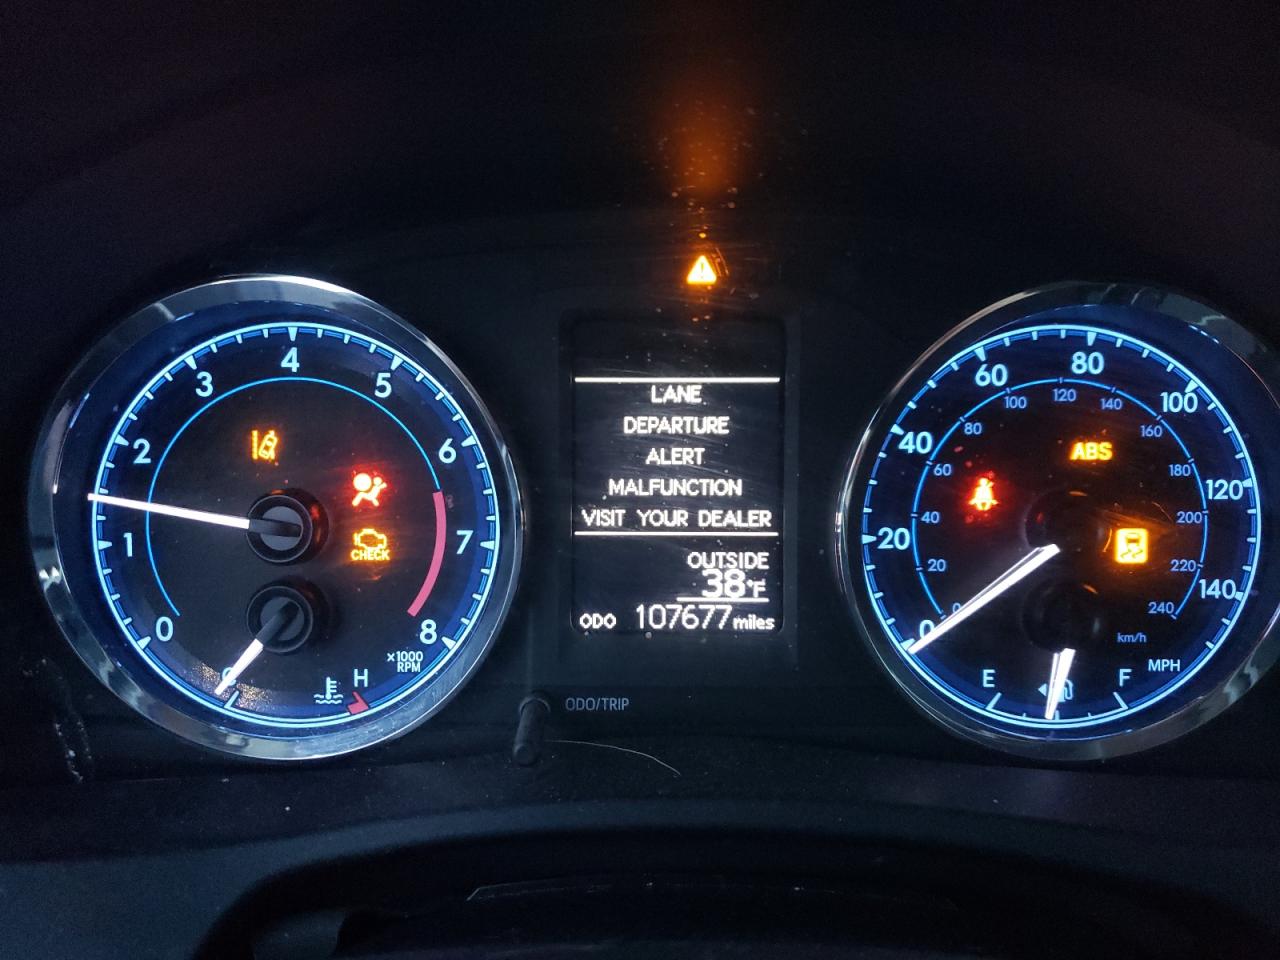 0
1
2
3
4
5
6
7
8
x1000
RPM
CHECK
H
LANE
DEPARTURE
ALERT
MALFUNCTION
VISIT YOUR DEALER
OUTSIDE
38°F
ODO 107677 miles
ODO/TRIP
0
20
40
60
80
100
120
140
MPH
20
40
60
80
100
120
140
160
180
200
220
240
km/h
ABS
E
F